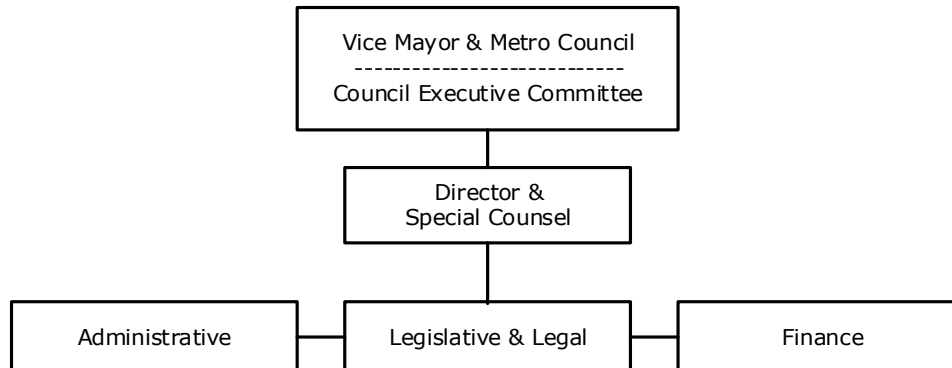 Vice Mayor & Metro Council
----------------------------
Council Executive Committee
Director &
Special Counsel
Administrative
Legislative & Legal
Finance